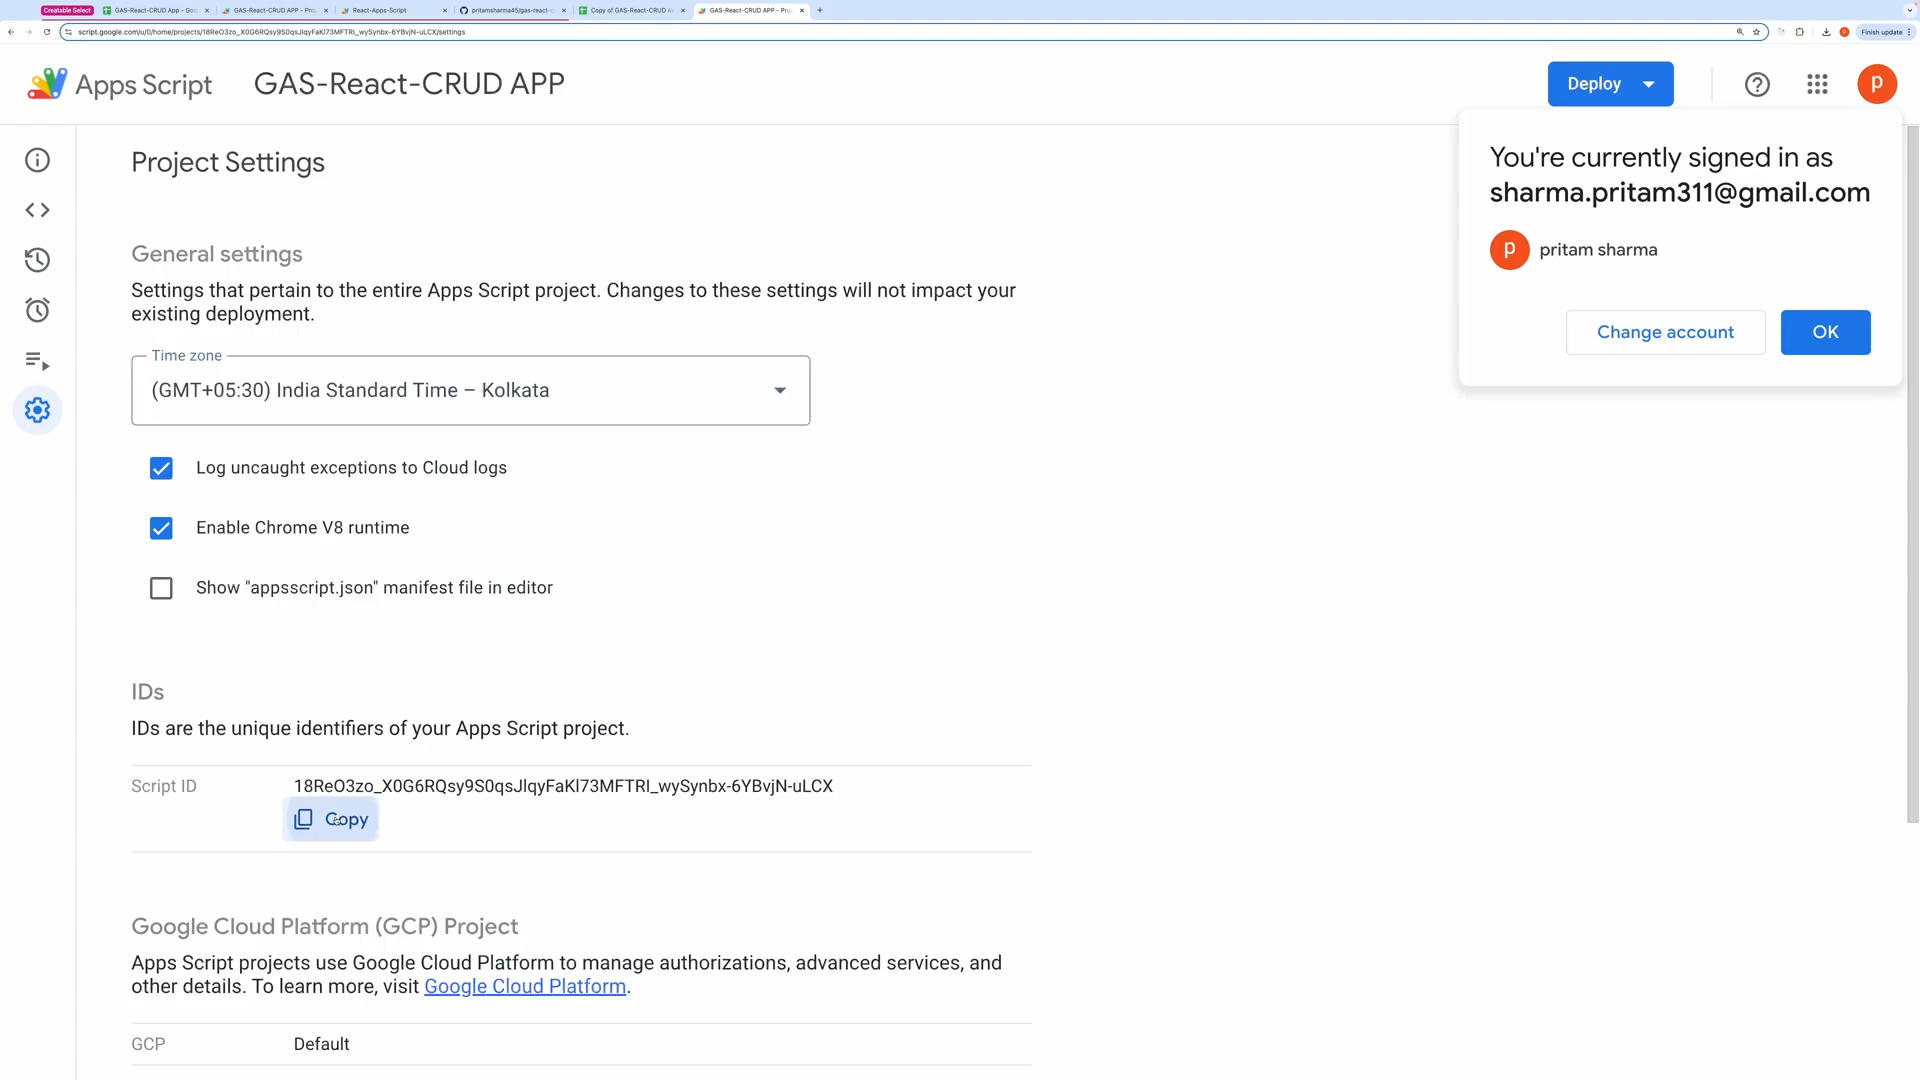 Creatable Select
GAS-React-CRUD App - Goo
GAS-React-CRUD APP - Pro
React-Apps-Script
pritamsharma45/gas-react-c
Copy of GAS-React-CRUD A
GAS-React-CRUD APP - Pro
script.google.com/u/0/home/projects/18ReO3zo_X0G6RQsy9S0qsJlqyFaKl73MFTRI_wySynbx-6YBvjN-uLCX/settings
Finish update
Apps Script
GAS-React-CRUD APP
Deploy
p
Project Settings
You're currently signed in as
sharma.pritam311@gmail.com
p
pritam sharma
Change account
OK
General settings
Settings that pertain to the entire Apps Script project. Changes to these settings will not impact your
existing deployment.
Time zone
(GMT+05:30) India Standard Time – Kolkata
Log uncaught exceptions to Cloud logs
Enable Chrome V8 runtime
Show "appsscript.json" manifest file in editor
IDs
IDs are the unique identifiers of your Apps Script project.
Script ID
18ReO3zo_X0G6RQsy9S0qsJlqyFaKl73MFTRI_wySynbx-6YBvjN-uLCX
Copy
Google Cloud Platform (GCP) Project
Apps Script projects use Google Cloud Platform to manage authorizations, advanced services, and
other details. To learn more, visit Google Cloud Platform.
GCP
Default